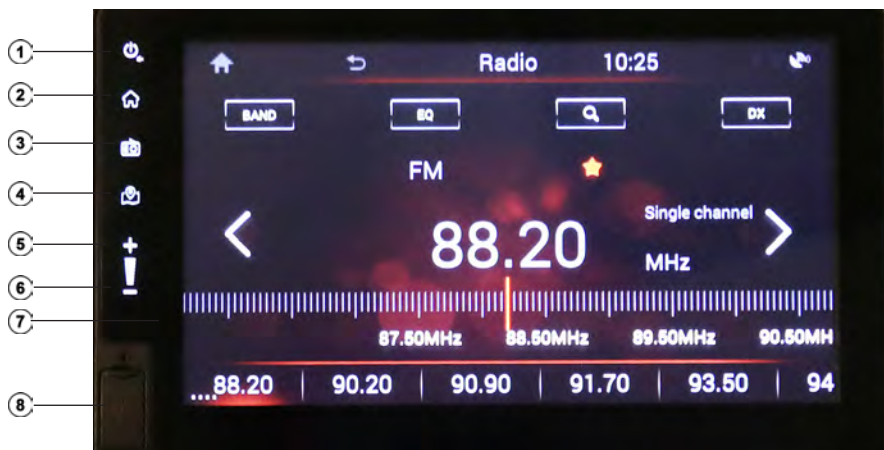 1
2
3
4
5
6
7
8
Radio 10:25
BAND EQ DX
FM
Single channel
88.20
MHz
87.50MHz 88.50MHz 89.50MHz 90.50MH
88.20 90.20 90.90 91.70 93.50 94